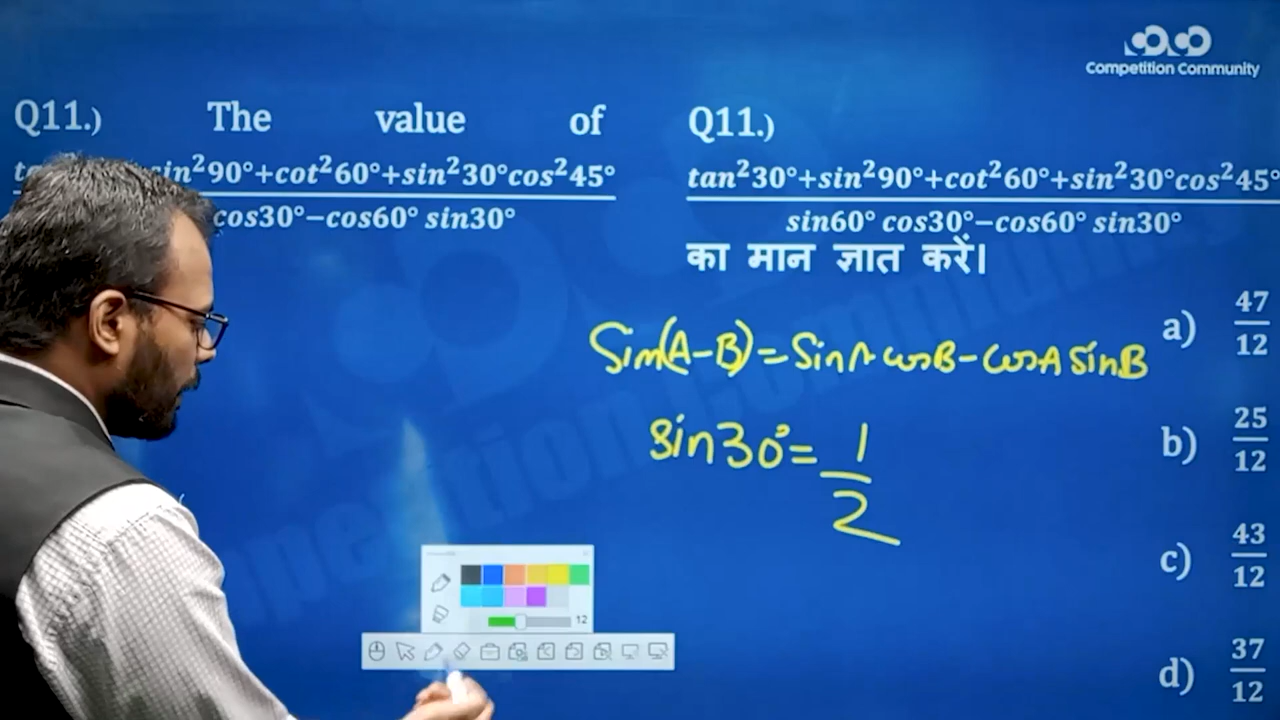 Competition Community
Q11.) The value of
sin²90°+cot²60°+sin²30°cos²45°
cos30°−cos60° sin30°
Q11.)
tan²30°+sin²90°+cot²60°+sin²30°cos²45°
sin60° cos30°−cos60° sin30°
का मान ज्ञात करें।
Sin(A-B)=SinA cosB-cosA SinB
sin30°=1/2
a) 47/12
b) 25/12
c) 43/12
d) 37/12
12